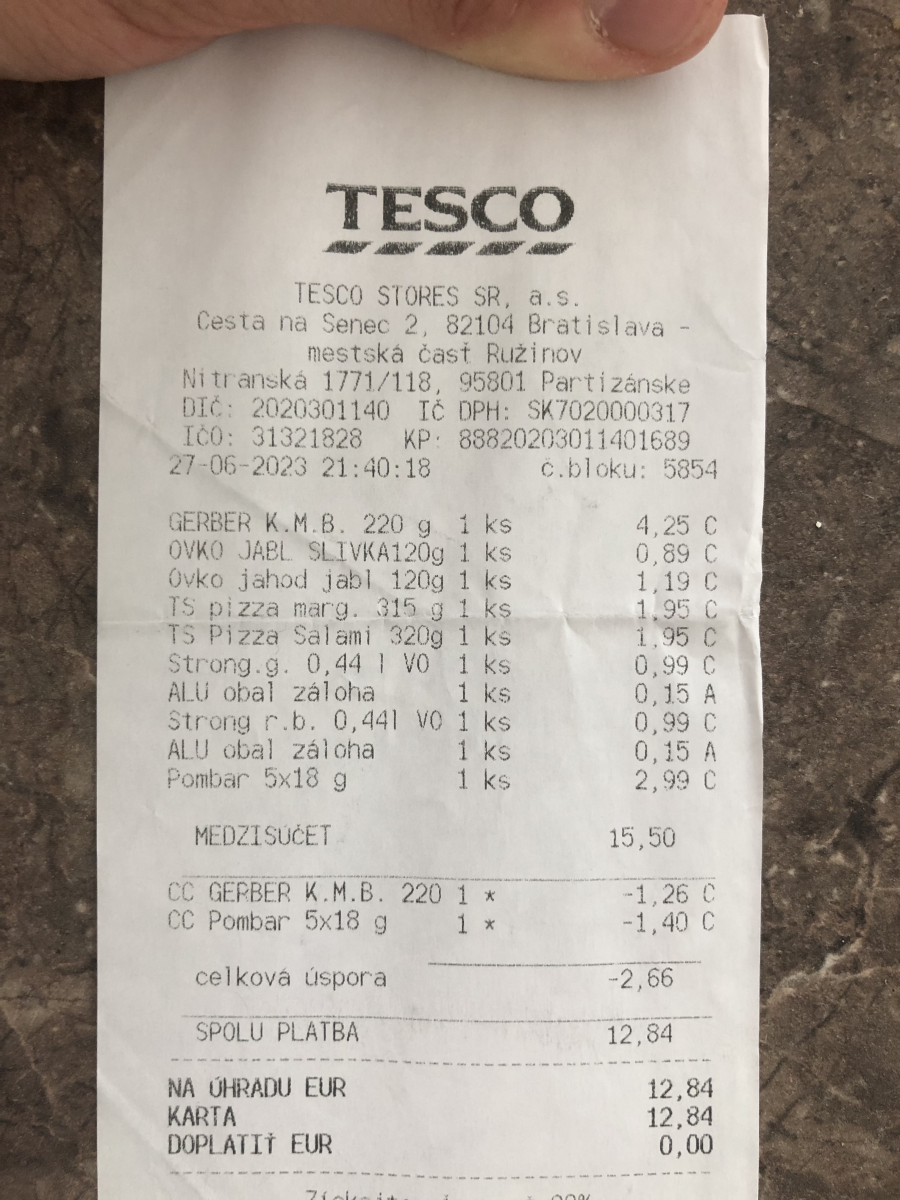 TESCO
TESCO STORES SR, a.s.
Cesta na Senec 2, 82104 Bratislava -
mestská časť Ružinov
Nitranská 1771/118, 95801 Partizánske
DIČ: 2020301140 IČ DPH: SK7020000317
IČO: 31321828 KP: 88820203011401689
27-06-2023 21:40:18 č.bloku: 5854
GERBER K.M.B. 220 g 1 ks 4,25 C
OVKO JABL SLIVKA120g 1 ks 0,89 C
Ovko jahod jabl 120g 1 ks 1,19 C
TS pizza marg. 315 g 1 ks 1,95 C
TS Pizza Salami 320g 1 ks 1,95 C
Strong.g. 0,44 l VO 1 ks 0,99 C
ALU obal záloha 1 ks 0,15 A
Strong r.b. 0,44l VO 1 ks 0,99 C
ALU obal záloha 1 ks 0,15 A
Pombar 5x18 g 1 ks 2,99 C
MEDZISÚČET 15,50
CC GERBER K.M.B. 220 1 * -1,26 C
CC Pombar 5x18 g 1 * -1,40 C
celková úspora -2,66
SPOLU PLATBA 12,84
NA ÚHRADU EUR 12,84
KARTA 12,84
DOPLATIŤ EUR 0,00